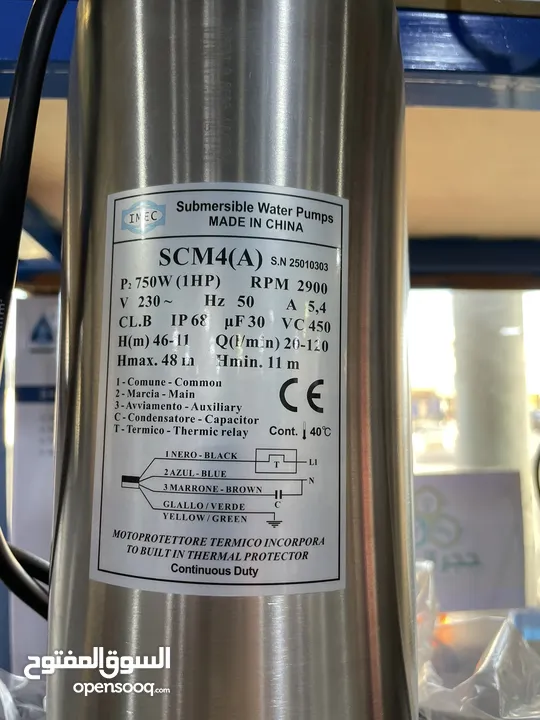 IMEC
Submersible Water Pumps
MADE IN CHINA
SCM4(A) S.N 25010303
P2: 750W (1HP) RPM 2900
V 230~ Hz 50 A 5,4
CL.B IP 68 µF 30 VC 450
H(m) 46-11 Q(l/min) 20-120
Hmax. 48 m Hmin. 11 m
1 - Comune - Common
2 - Marcia - Main
3 - Avviamento - Auxiliary
C - Condensatore - Capacitor
T - Termico - Thermic relay
CE
Cont. 40℃
1 NERO - BLACK T L1
2 AZUL - BLUE N
3 MARRONE - BROWN C
GLALLO / VERDE
YELLOW / GREEN
MOTOPROTETTORE TERMICO INCORPORA
TO BUILT IN THERMAL PROTECTOR
Continuous Duty
السوق المفتوح
opensooq.com